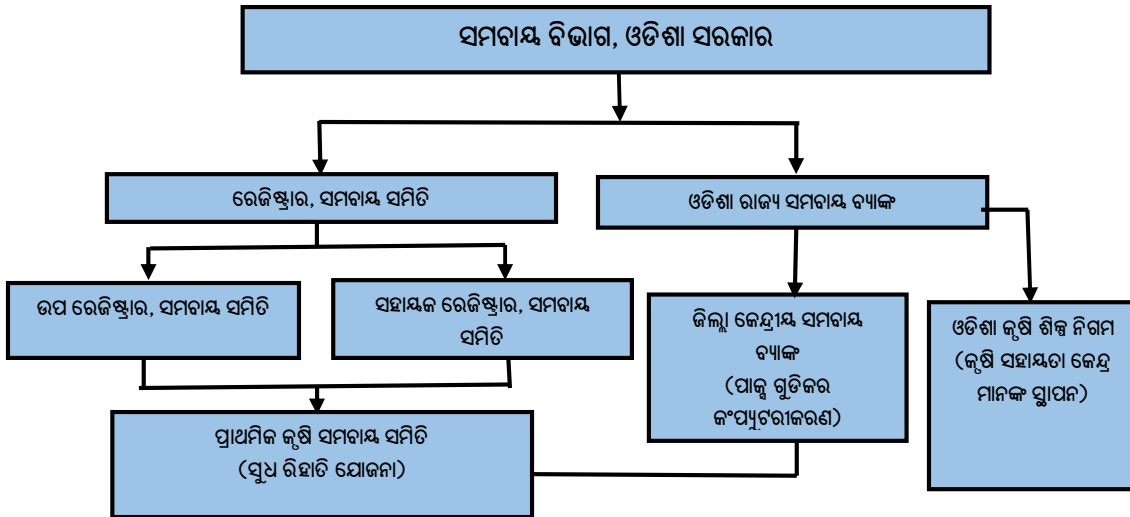 ସମବାୟ ବିଭାଗ, ଓଡିଶା ସରକାର
ରେଜିଷ୍ଟ୍ରାର, ସମବାୟ ସମିତି
ଓଡିଶା ରାଜ୍ୟ ସମବାୟ ବ୍ୟାଙ୍କ
ଉପ ରେଜିଷ୍ଟ୍ରାର, ସମବାୟ ସମିତି
ସହାୟକ ରେଜିଷ୍ଟ୍ରାର, ସମବାୟ
ସମିତି
ଜିଲ୍ଲା କେନ୍ଦ୍ରୀୟ ସମବାୟ
ବ୍ୟାଙ୍କ
(ପାକ୍ସ ଗୁଡିକର
କଂପ୍ୟୁଟରୀକରଣ)
ଓଡିଶା କୃଷି ଶିଳ୍ପ ନିଗମ
(କୃଷି ସହାୟତା କେନ୍ଦ୍ର
ମାନଙ୍କ ସ୍ଥାପନ)
ପ୍ରାଥମିକ କୃଷି ସମବାୟ ସମିତି
(ସୁଧ ରିହାତି ଯୋଜନା)